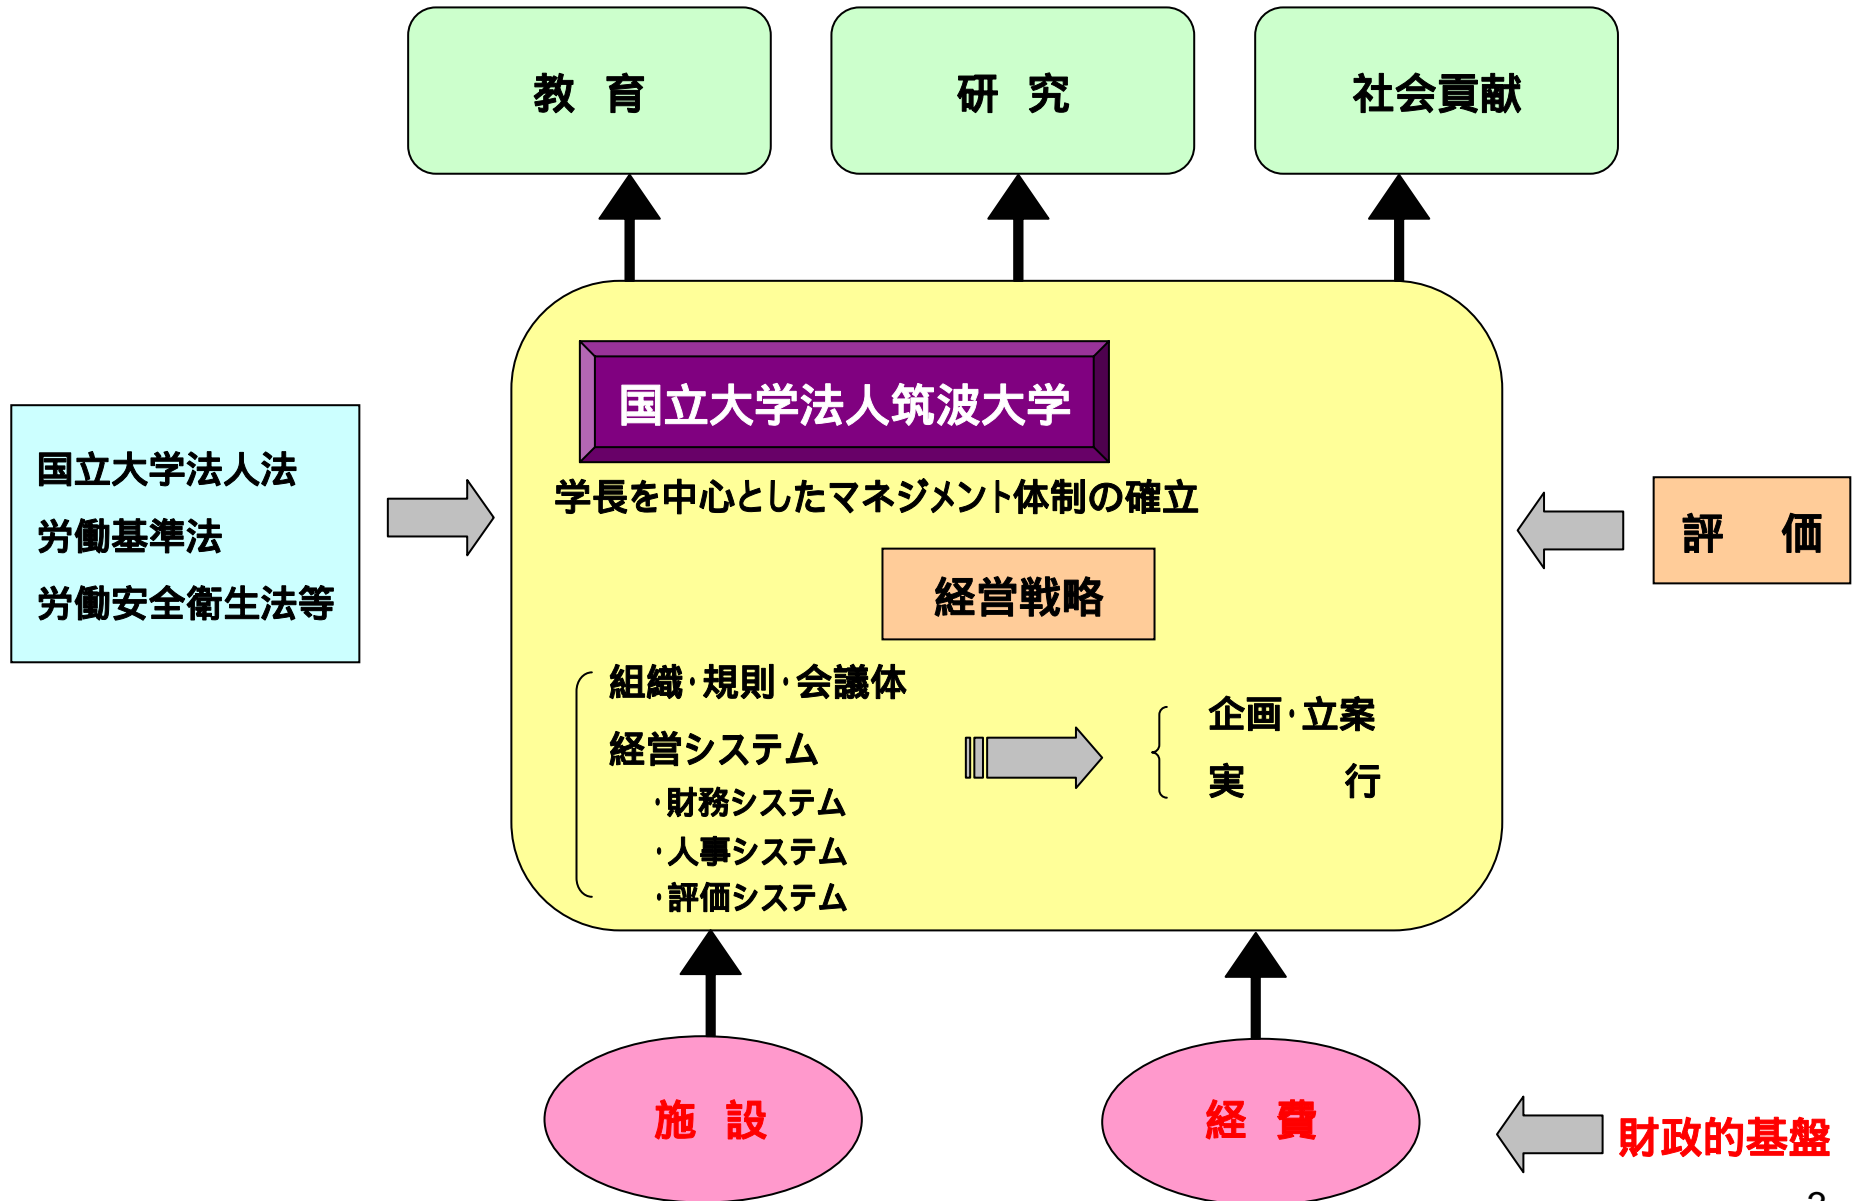 教 育
研 究
社会貢献
国立大学法人筑波大学
学長を中心としたマネジメント体制の確立
国立大学法人法
労働基準法
労働安全衛生法等
評 価
経営戦略
組織・規則・会議体
経営システム
・財務システム
・人事システム
・評価システム
企画・立案
実 行
施 設
経 費
財政的基盤